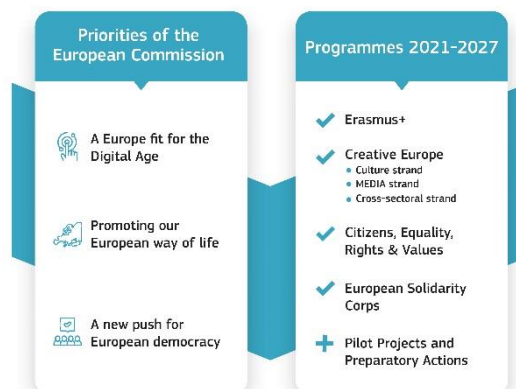 Priorities of the
European Commission
A Europe fit for the
Digital Age
Promoting our
European way of life
A new push for
European democracy
Programmes 2021-2027
Erasmus+
Creative Europe
• Culture strand
• MEDIA strand
• Cross-sectoral strand
Citizens, Equality,
Rights & Values
European Solidarity
Corps
Pilot Projects and
Preparatory Actions